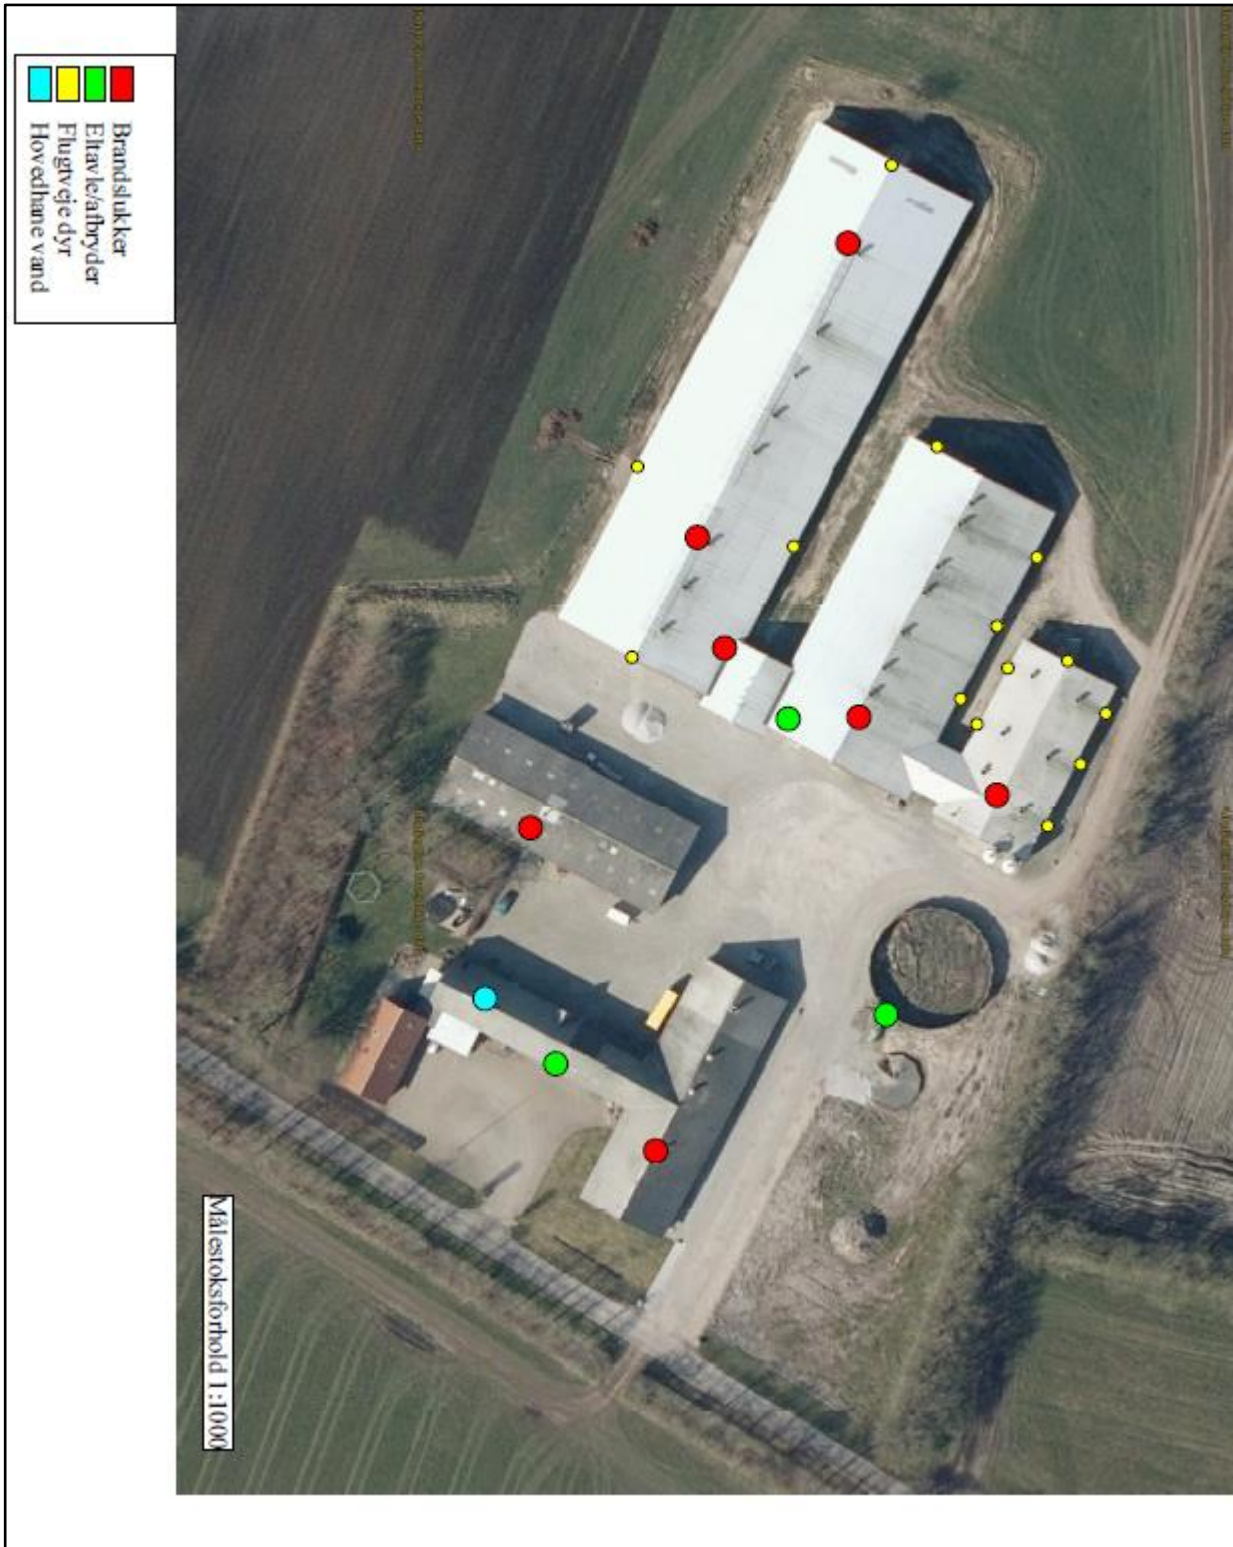 Brandslukker
Eltavle/afbryder
Flugtveje dyr
Hovedhane vand
Målestoksforhold 1:1000